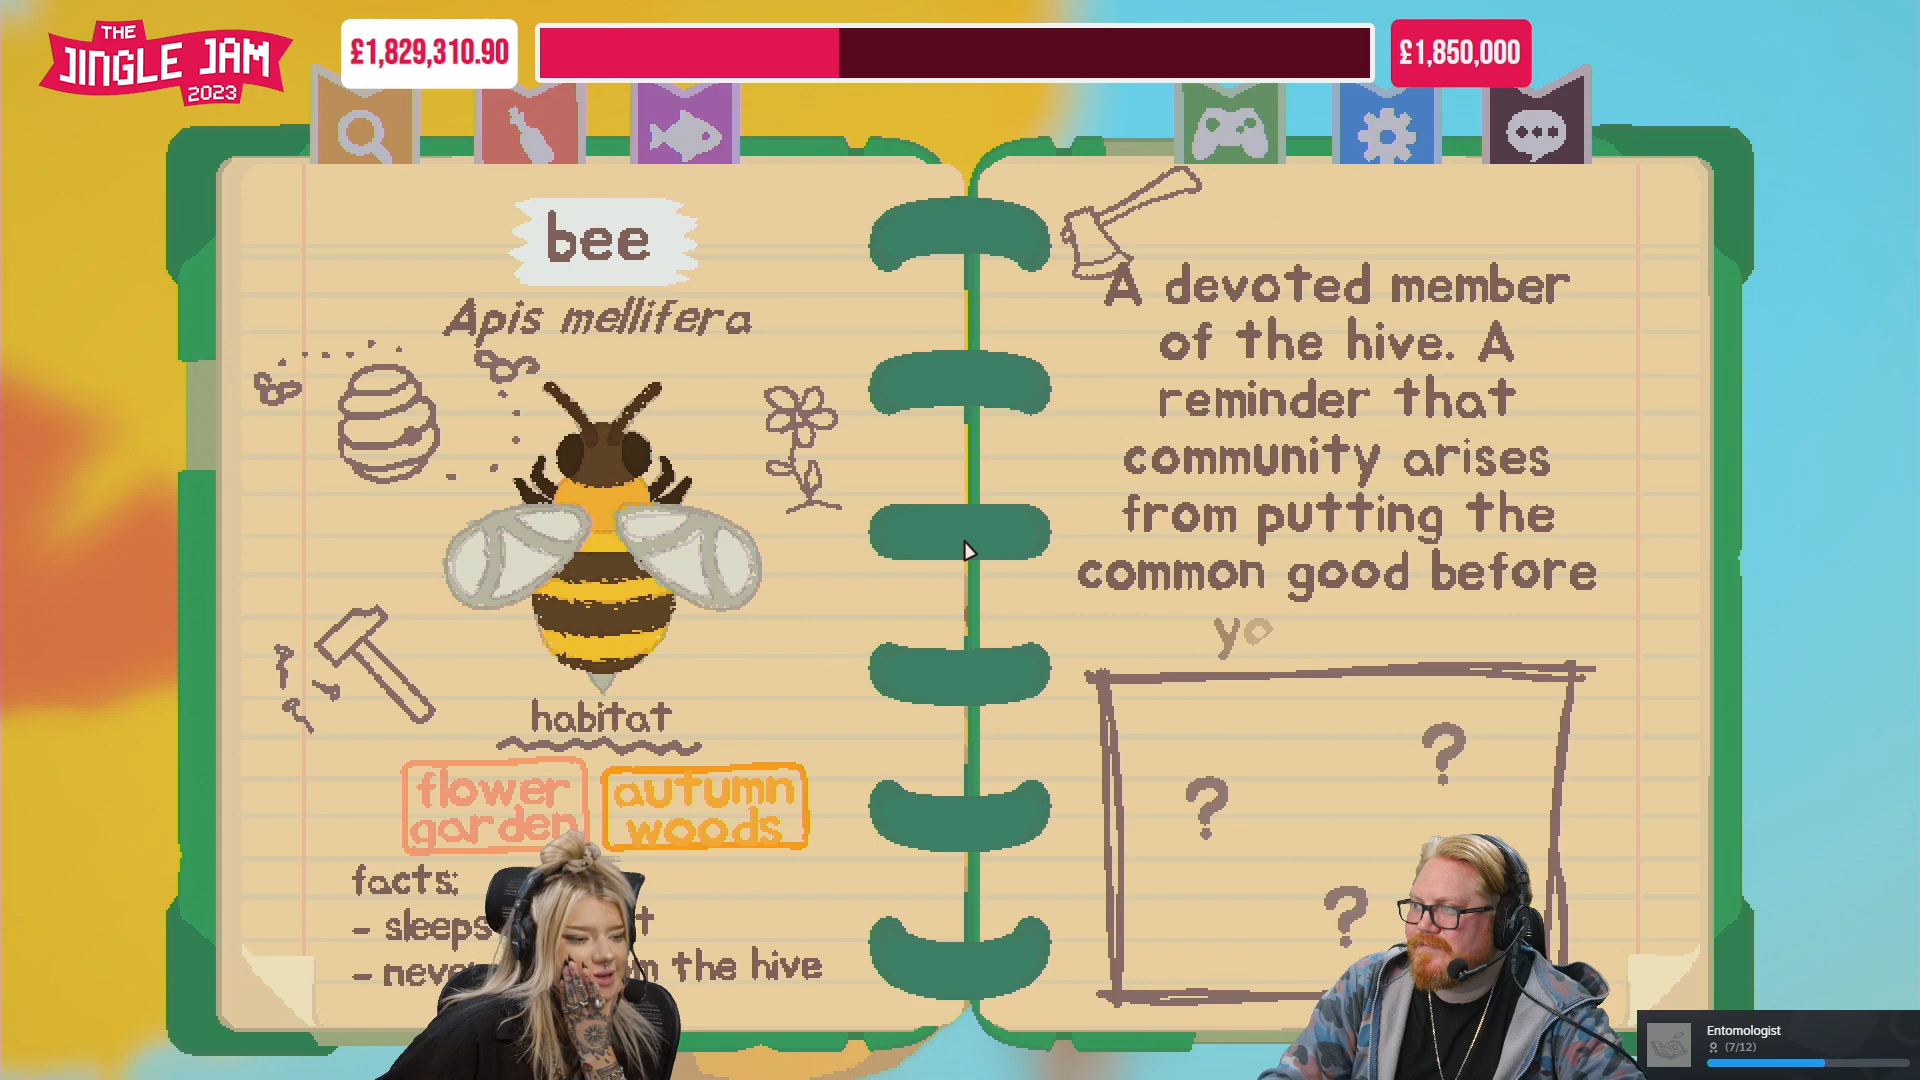 THE
JINGLE JAM
2023
£1,829,310.90
£1,850,000
bee
Apis mellifera
habitat
flower
garden
autumn
woods
facts:
- sleeps
- the hive
A devoted member
of the hive. A
reminder that
community arises
from putting the
common good before
yo
?
?
?
Entomologist
(7/12)